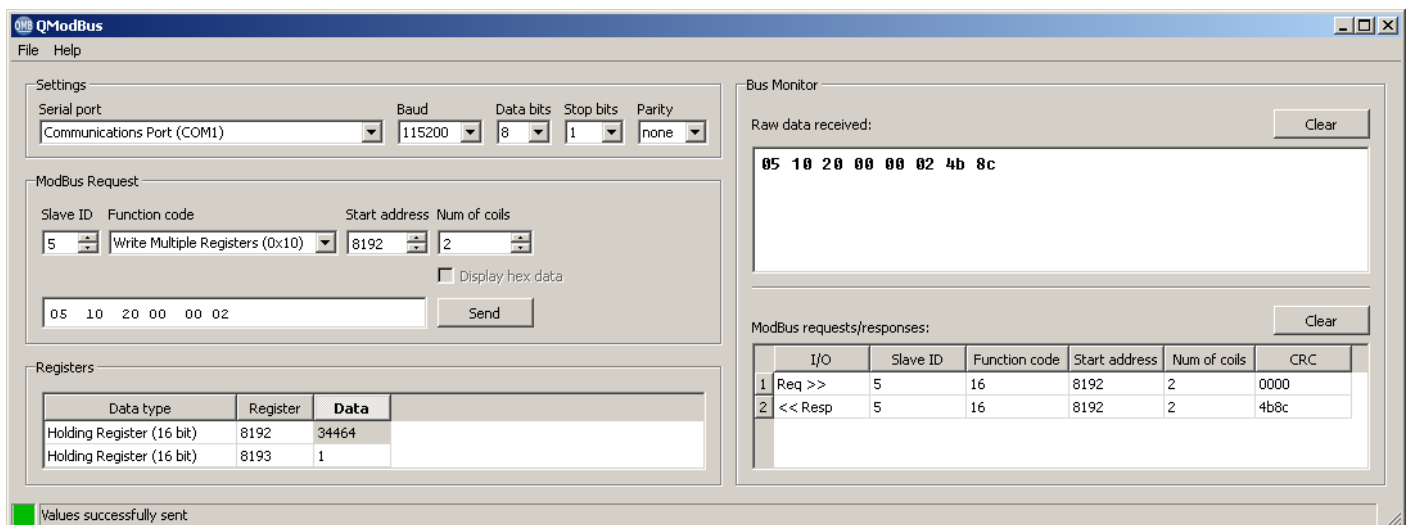 QMB QModBus
File Help
Settings
Serial port Baud Data bits Stop bits Parity
Communications Port (COM1) 115200 8 1 none
ModBus Request
Slave ID Function code Start address Num of coils
5 Write Multiple Registers (0x10) 8192 2
Display hex data
05 10 20 00 00 02 Send
Registers
Data type Register Data
Holding Register (16 bit) 8192 34464
Holding Register (16 bit) 8193 1
Bus Monitor
Raw data received: Clear
05 10 20 00 00 02 4b 8c
ModBus requests/responses: Clear
I/O Slave ID Function code Start address Num of coils CRC
1 Req >> 5 16 8192 2 0000
2 << Resp 5 16 8192 2 4b8c
Values successfully sent